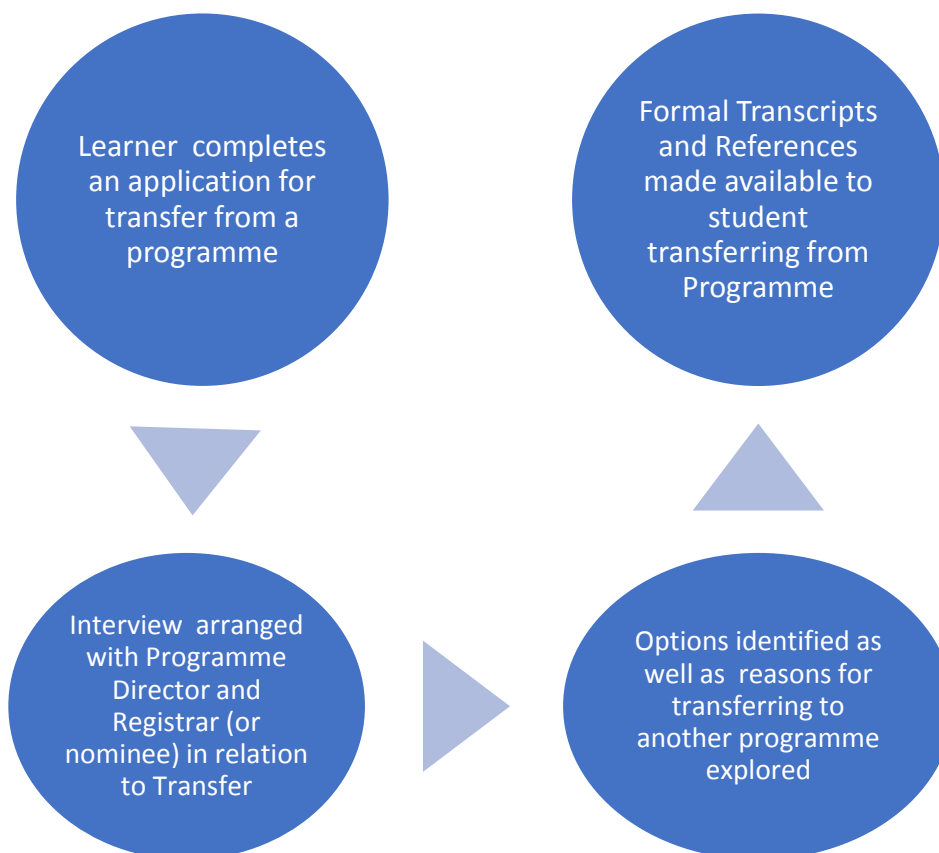 Learner  completes
an application for
transfer from a
programme
Interview  arranged
with Programme
Director and
Registrar (or
nominee) in relation
to Transfer
Options identified as
well as  reasons for
transferring to
another programme
explored
Formal Transcripts
and References
made available to
student
transferring from
Programme